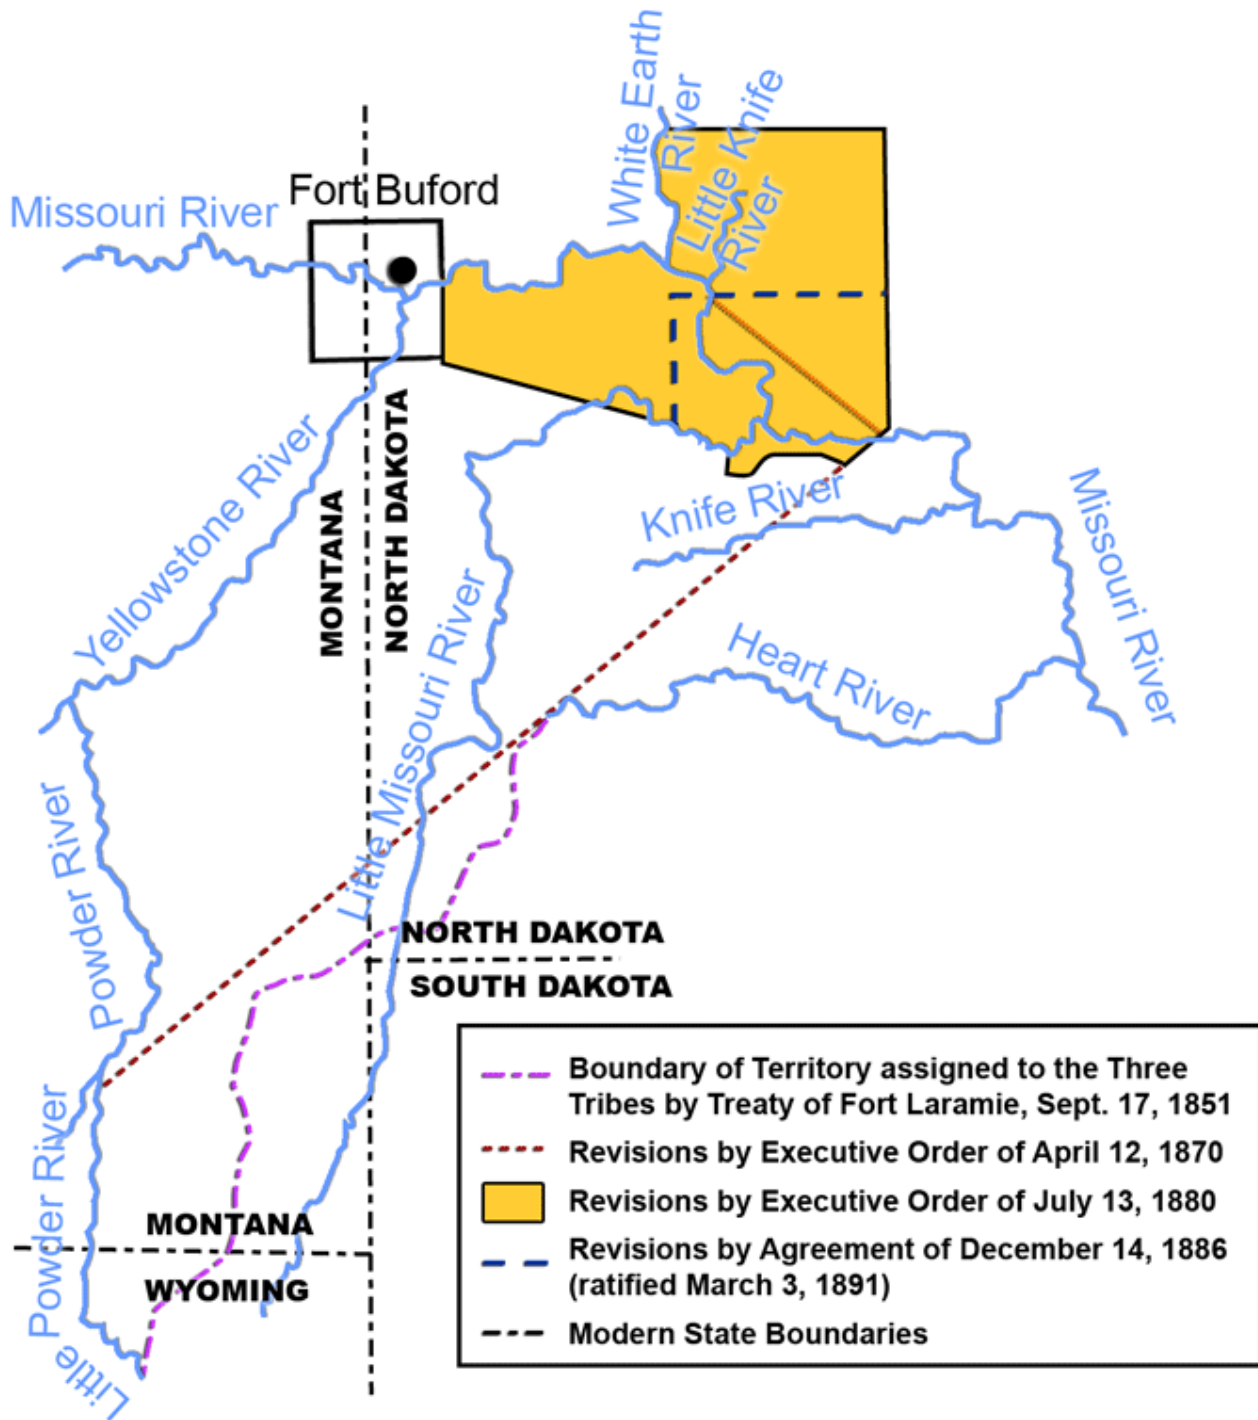 White Earth
River
Little Knife
River
Fort Buford
Missouri River
Yellowstone River
MONTANA
NORTH DAKOTA
Knife River
Missouri River
Heart River
Little Missouri River
Powder River
NORTH DAKOTA
SOUTH DAKOTA
Boundary of Territory assigned to the Three
Tribes by Treaty of Fort Laramie, Sept. 17, 1851
Revisions by Executive Order of April 12, 1870
Revisions by Executive Order of July 13, 1880
Revisions by Agreement of December 14, 1886
(ratified March 3, 1891)
Modern State Boundaries
MONTANA
WYOMING
Little
Powder River